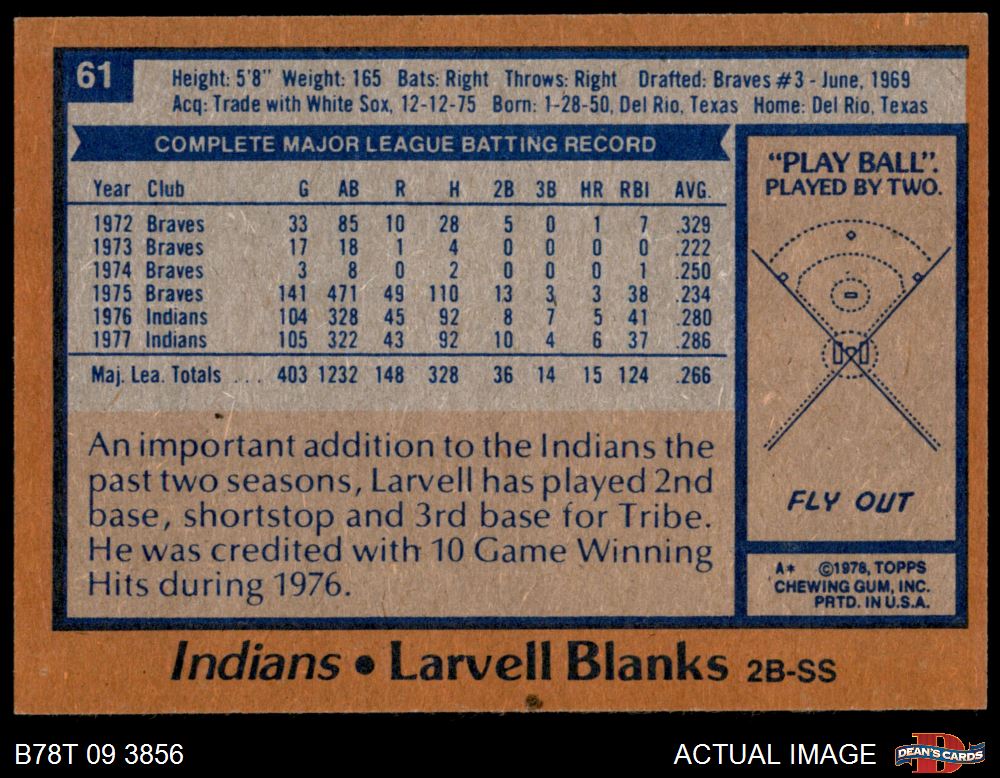 61
Height: 5'8" Weight: 165 Bats: Right Throws: Right Drafted: Braves #3 - June, 1969
Acq: Trade with White Sox, 12-12-75 Born: 1-28-50, Del Rio, Texas Home: Del Rio, Texas
COMPLETE MAJOR LEAGUE BATTING RECORD
Year Club G AB R H 2B 3B HR RBI AVG.
1972 Braves 33 85 10 28 5 0 1 7 .329
1973 Braves 17 18 1 4 0 0 0 0 .222
1974 Braves 3 8 0 2 0 0 0 1 .250
1975 Braves 141 471 49 110 13 3 3 38 .234
1976 Indians 104 328 45 92 8 7 5 41 .280
1977 Indians 105 322 43 92 10 4 6 37 .286
Maj. Lea. Totals ... 403 1232 148 328 36 14 15 124 .266
An important addition to the Indians the
past two seasons, Larvell has played 2nd
base, shortstop and 3rd base for Tribe.
He was credited with 10 Game Winning
Hits during 1976.
"PLAY BALL".
PLAYED BY TWO.
FLY OUT
A* ©1978, TOPPS
CHEWING GUM, INC.
PRTD. IN U.S.A.
Indians • Larvell Blanks 2B-SS
B78T 09 3856
ACTUAL IMAGE
DEAN'S CARDS